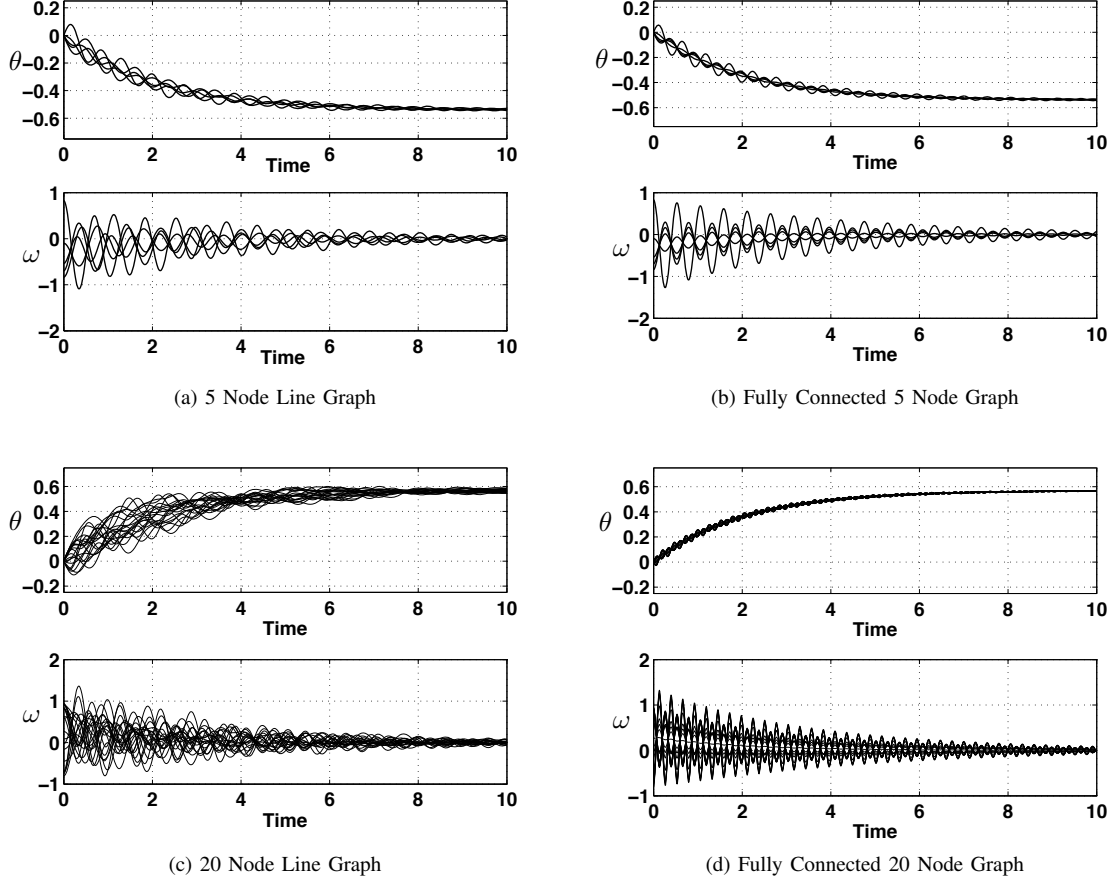 0.2
0
−0.2
−0.4
−0.6
θ
0 2 4 6 8 10
Time
1
0
−1
−2
ω
0 2 4 6 8 10
Time
(a) 5 Node Line Graph
0.2
0
−0.2
−0.4
−0.6
θ
0 2 4 6 8 10
Time
1
0
−1
−2
ω
0 2 4 6 8 10
Time
(b) Fully Connected 5 Node Graph
0.6
0.4
0.2
0
−0.2
θ
0 2 4 6 8 10
Time
2
1
0
−1
ω
0 2 4 6 8 10
Time
(c) 20 Node Line Graph
0.6
0.4
0.2
0
−0.2
θ
0 2 4 6 8 10
Time
2
1
0
−1
ω
0 2 4 6 8 10
Time
(d) Fully Connected 20 Node Graph